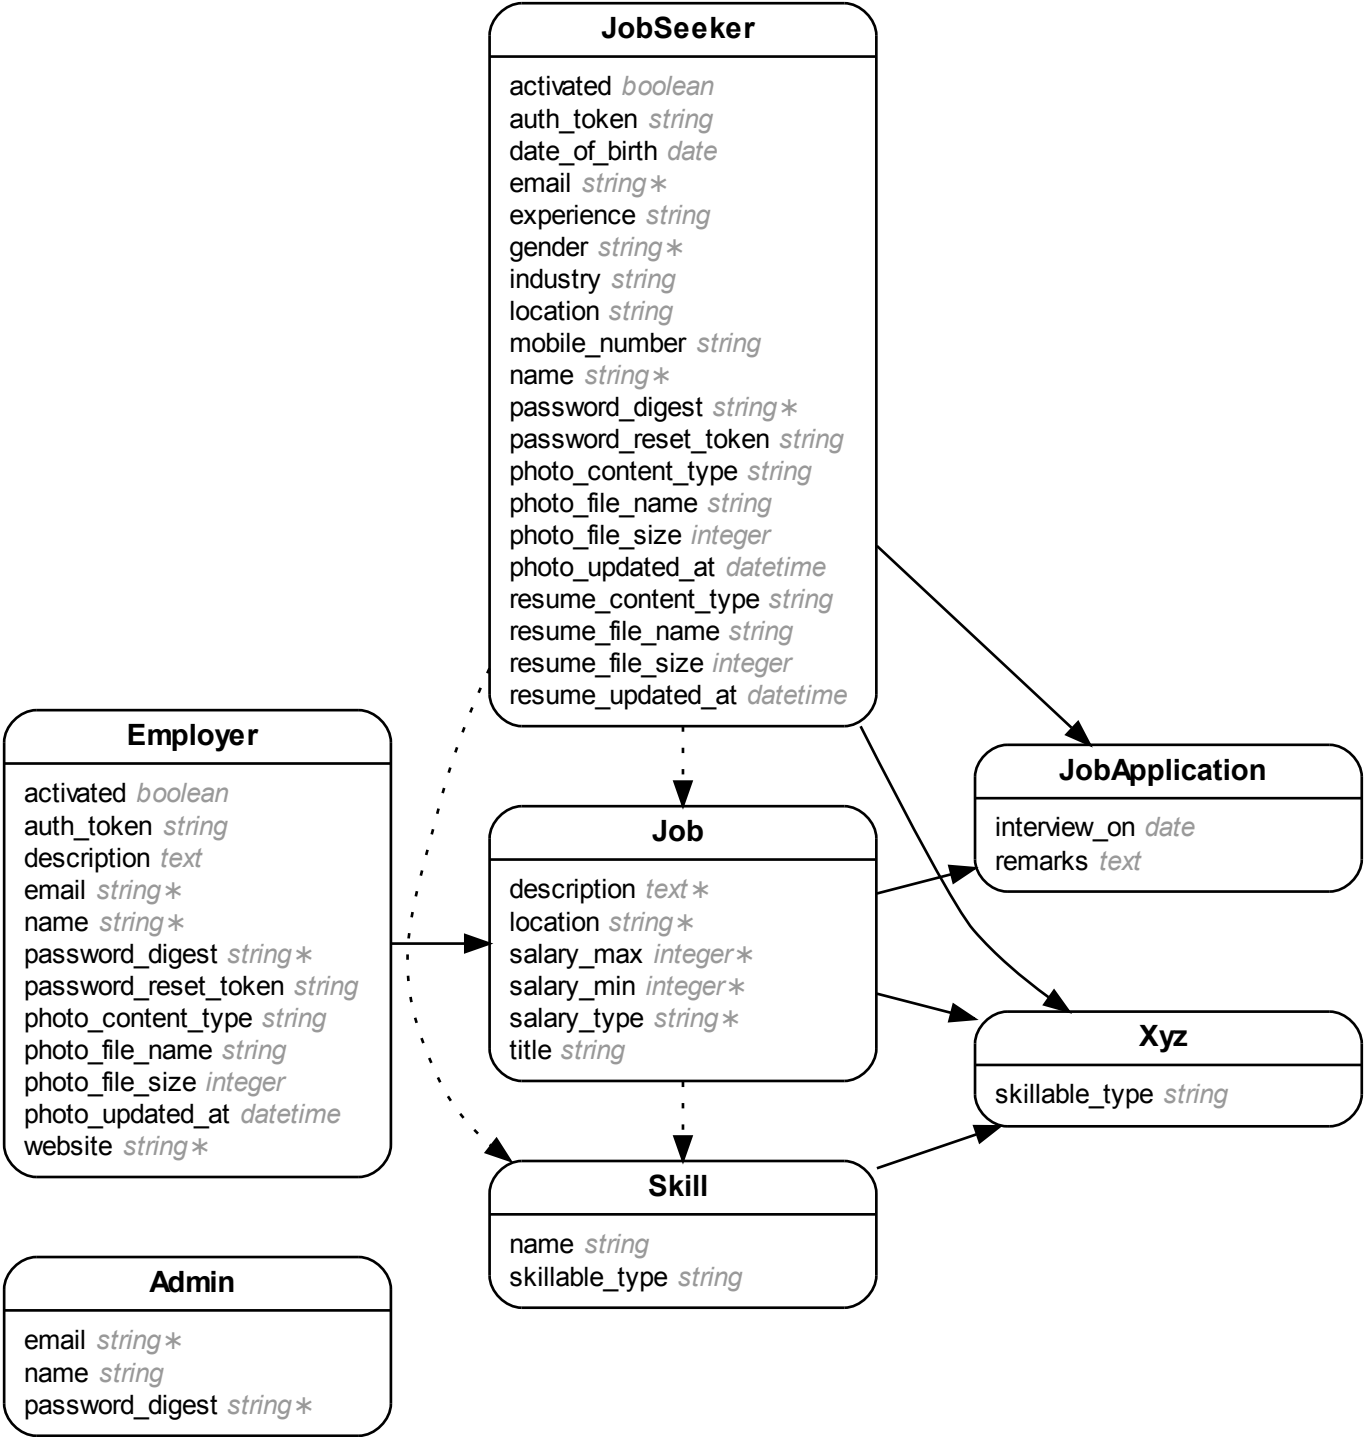 JobSeeker
activated boolean
auth_token string
date_of_birth date
email string∗
experience string
gender string∗
industry string
location string
mobile_number string
name string∗
password_digest string∗
password_reset_token string
photo_content_type string
photo_file_name string
photo_file_size integer
photo_updated_at datetime
resume_content_type string
resume_file_name string
resume_file_size integer
resume_updated_at datetime
Employer
activated boolean
auth_token string
description text
email string∗
name string∗
password_digest string∗
password_reset_token string
photo_content_type string
photo_file_name string
photo_file_size integer
photo_updated_at datetime
website string∗
Job
description text∗
location string∗
salary_max integer∗
salary_min integer∗
salary_type string∗
title string
JobApplication
interview_on date
remarks text
Xyz
skillable_type string
Skill
name string
skillable_type string
Admin
email string∗
name string
password_digest string∗